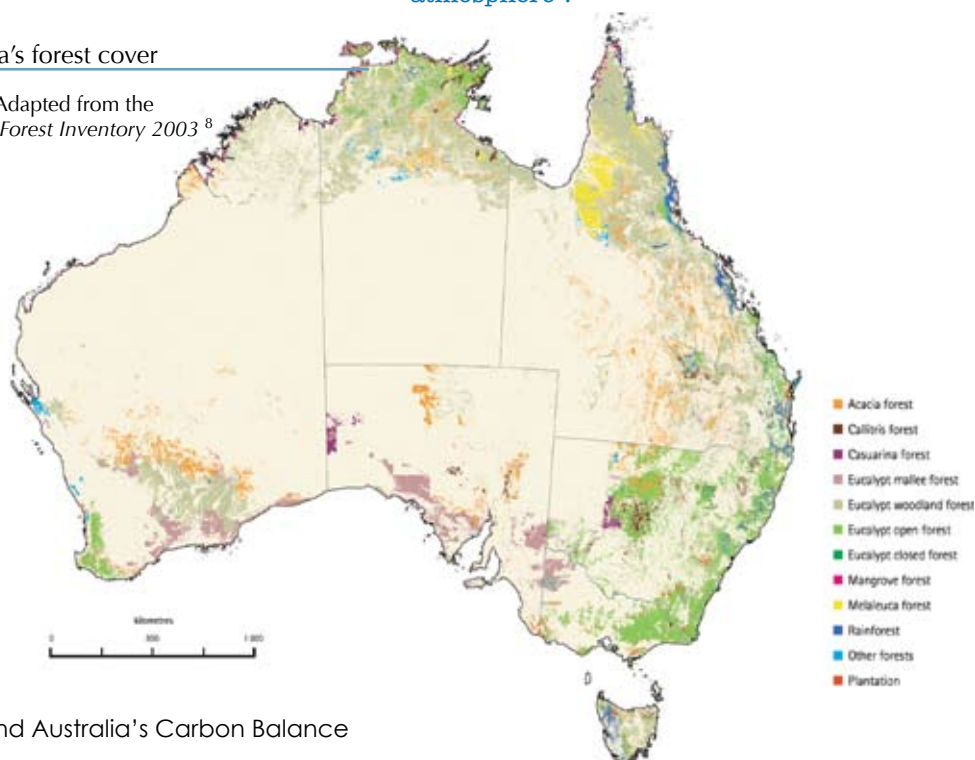 a's forest cover
Adapted from the
Forest Inventory 2003 8
kilometres
0 500 1 000
Acacia forest
Callitris forest
Casuarina forest
Eucalypt mallee forest
Eucalypt woodland forest
Eucalypt open forest
Eucalypt closed forest
Mangrove forest
Melaleuca forest
Rainforest
Other forests
Plantation
nd Australia's Carbon Balance